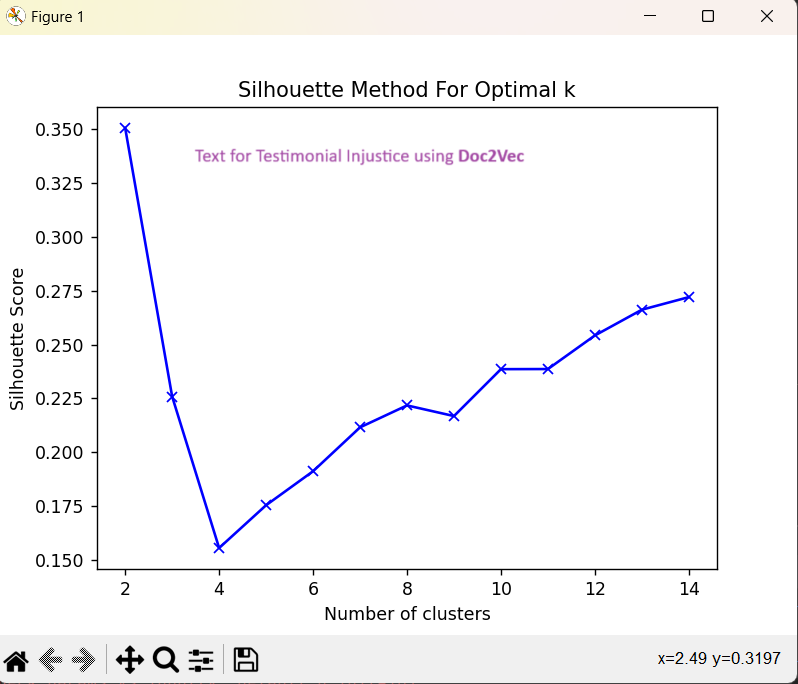 Figure 1
Silhouette Method For Optimal k
Text for Testimonial Injustice using Doc2Vec
Silhouette Score
0.350
0.325
0.300
0.275
0.250
0.225
0.200
0.175
0.150
2 4 6 8 10 12 14
Number of clusters
x=2.49 y=0.3197